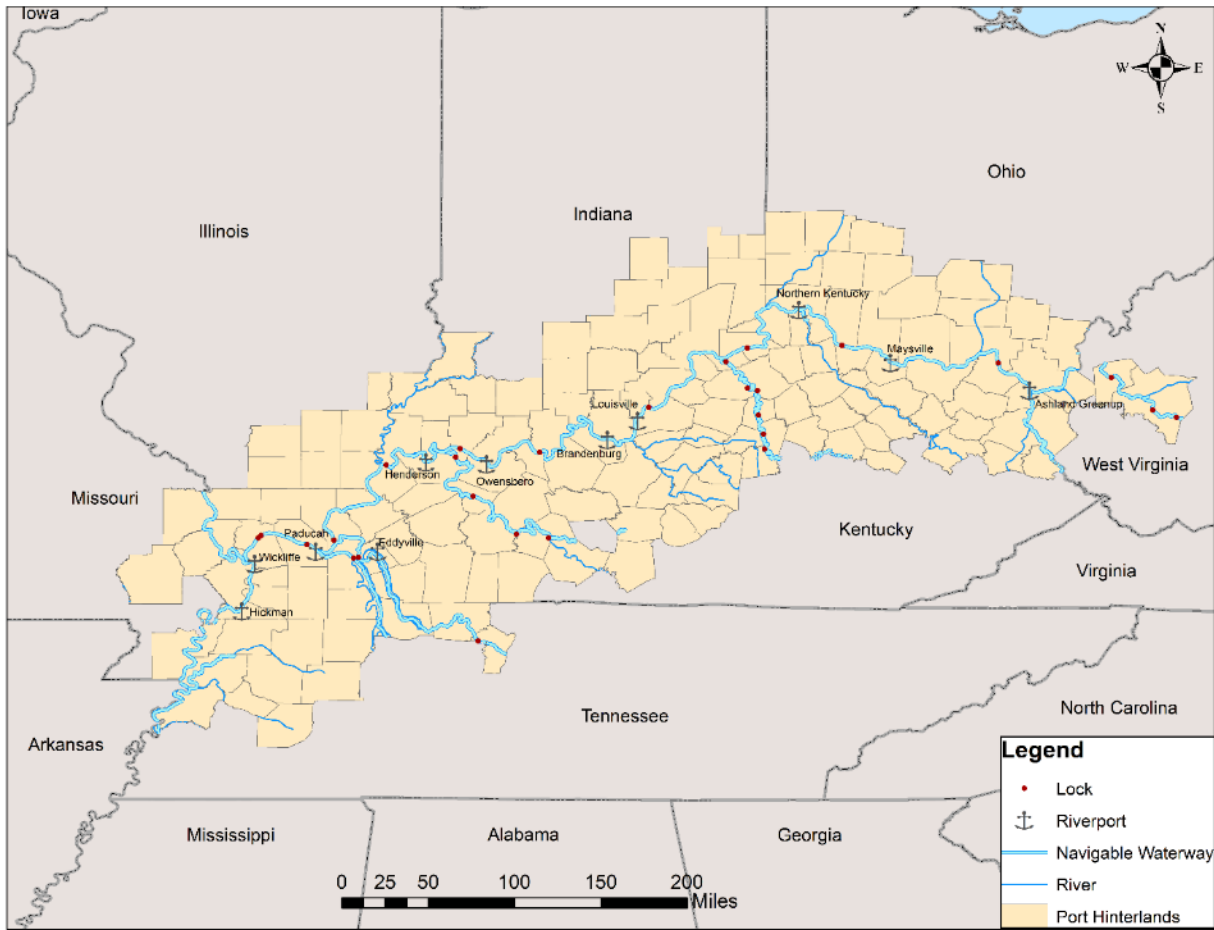 Iowa
N
W E
S
Ohio
Indiana
Illinois
Northern Kentucky
Maysville
Louisville
Ashland Greenup
Brandenburg
Henderson
Owensboro
West Virginia
Missouri
Kentucky
Paducah
Eddyville
Wickliffe
Virginia
Hickman
Tennessee
North Carolina
Arkansas
Legend
Lock
Riverport
Navigable Waterway
River
Port Hinterlands
Mississippi
Alabama
Georgia
0 25 50 100 150 200
Miles